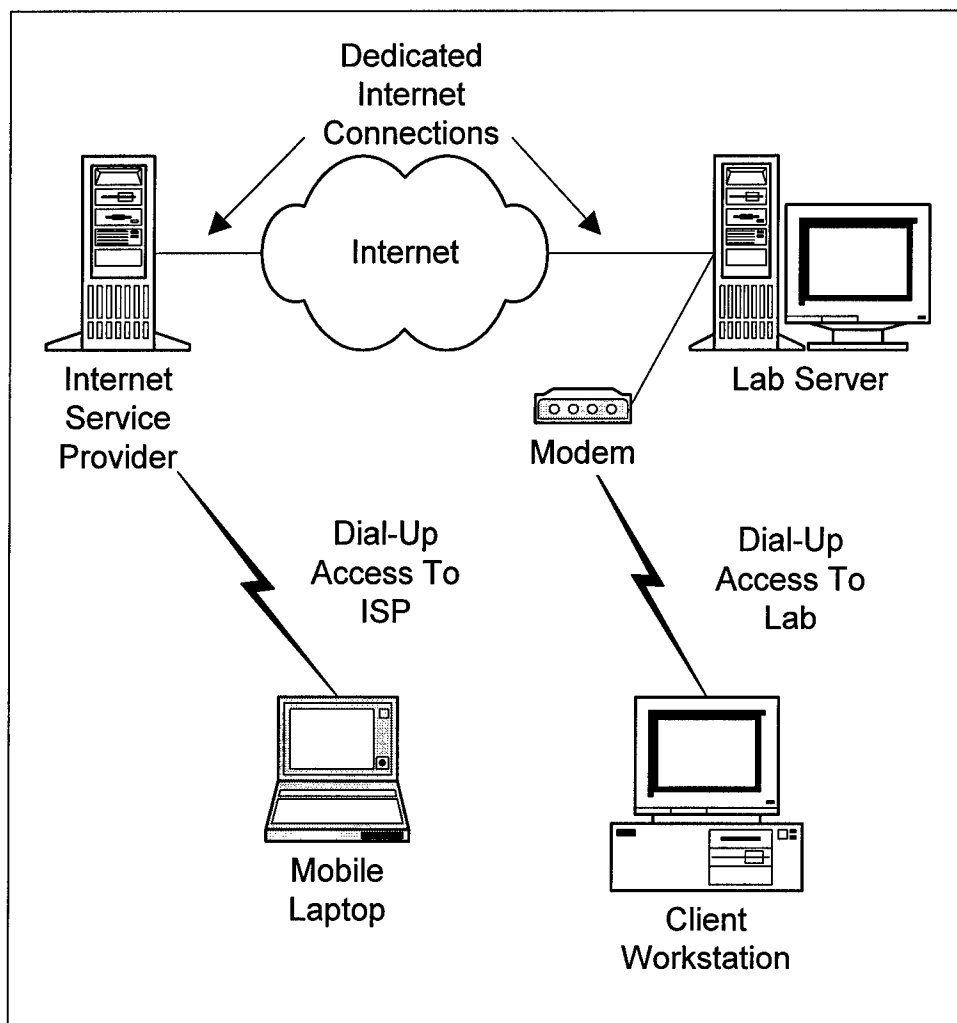 Dedicated
Internet
Connections
Internet
Internet
Service
Provider
Lab Server
Modem
Dial-Up
Access To
ISP
Dial-Up
Access To
Lab
Mobile
Laptop
Client
Workstation